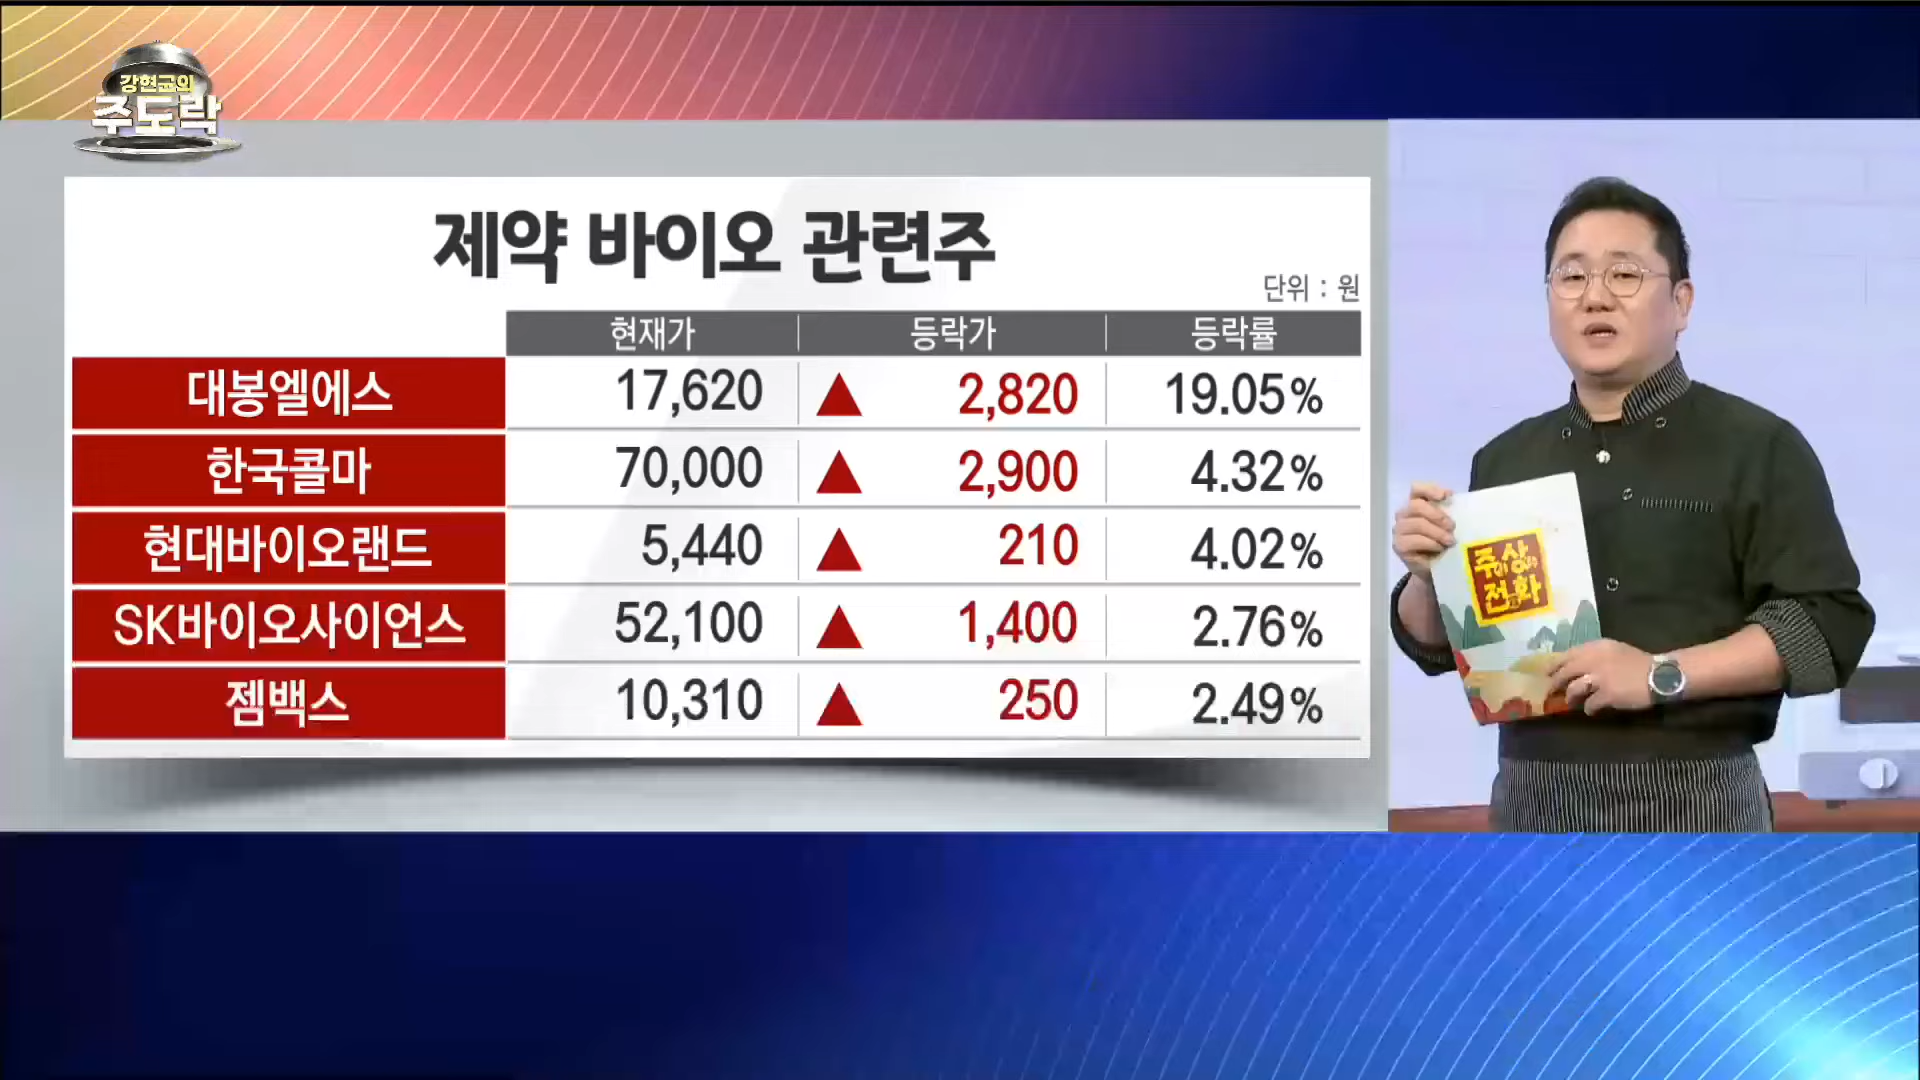 강현균의
주도락
제약 바이오 관련주
단위 : 원
현재가 등락가 등락률
대봉엘에스 17,620 ▲ 2,820 19.05%
한국콜마 70,000 ▲ 2,900 4.32%
현대바이오랜드 5,440 ▲ 210 4.02%
SK바이오사이언스 52,100 ▲ 1,400 2.76%
젬백스 10,310 ▲ 250 2.49%
주상
전화